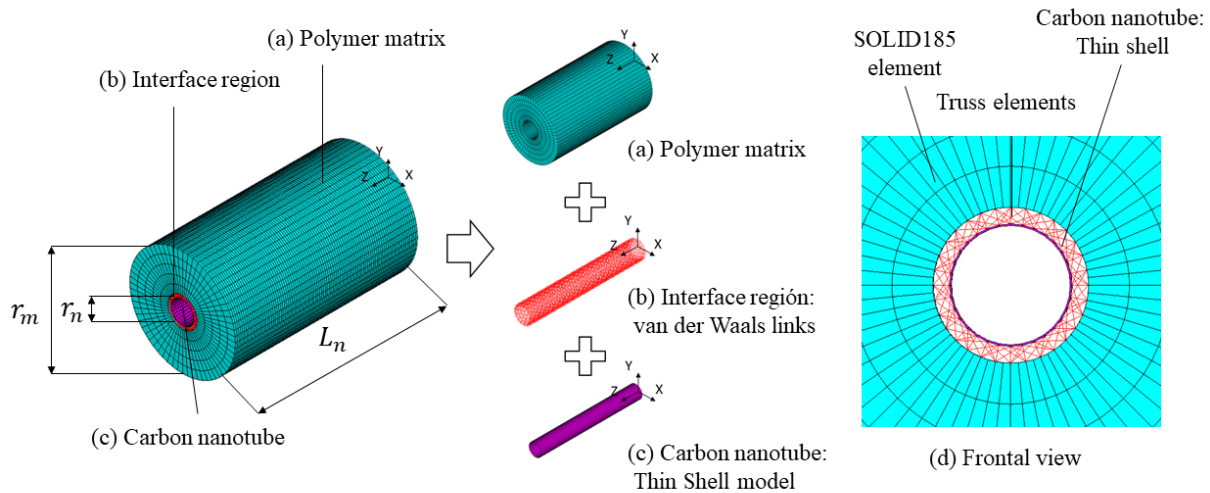 (a) Polymer matrix
(b) Interface region
Y
X
Z
r_m
r_n
L_n
(c) Carbon nanotube
Y
Z
X
(a) Polymer matrix
Y
Z
X
(b) Interface región:
van der Waals links
Y
Z
X
(c) Carbon nanotube:
Thin Shell model
SOLID185
element
Truss elements
Carbon nanotube:
Thin shell
(d) Frontal view